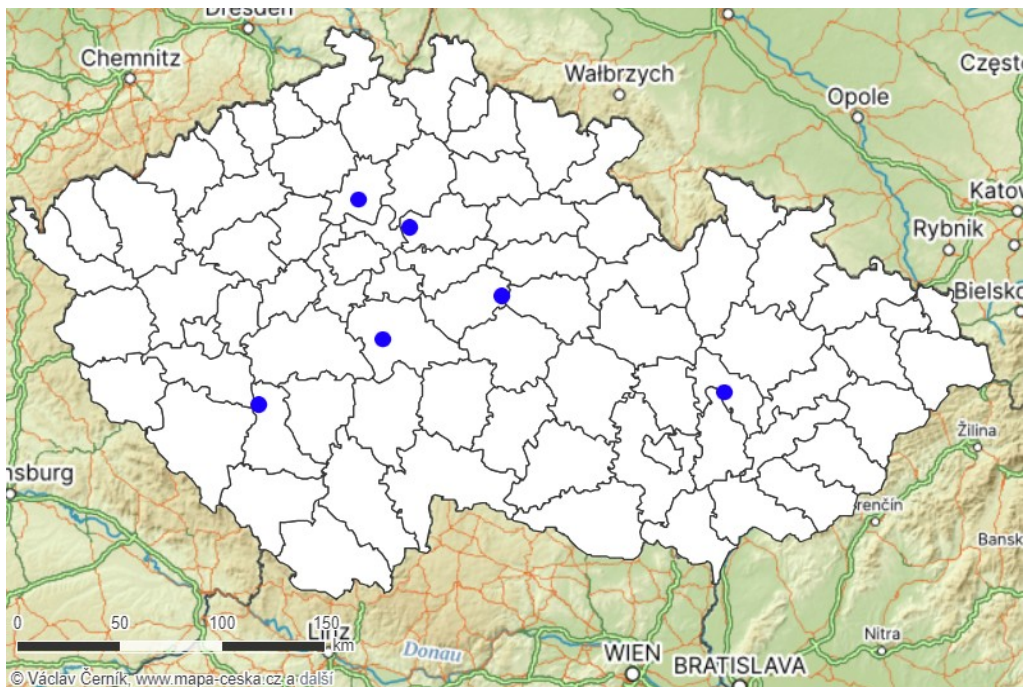 Dresden
Chemnitz
Wałbrzych
Często
Opole
Katow
Rybnik
Bielsko
Žilina
nsburg
renčín
Bansk
0 50 100 150 km
Linz
Nitra
Donau
WIEN
BRATISLAVA
© Václav Černík, www.mapa-ceska.cz a další